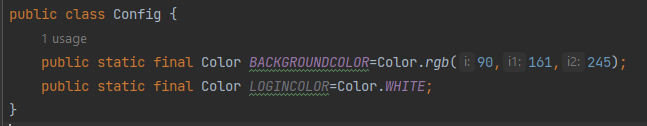 public class Config {
1 usage
public static final Color BACKGROUNDCOLOR=Color.rgb( i: 90, i1: 161, i2: 245);
public static final Color LOGINCOLOR=Color.WHITE;
}